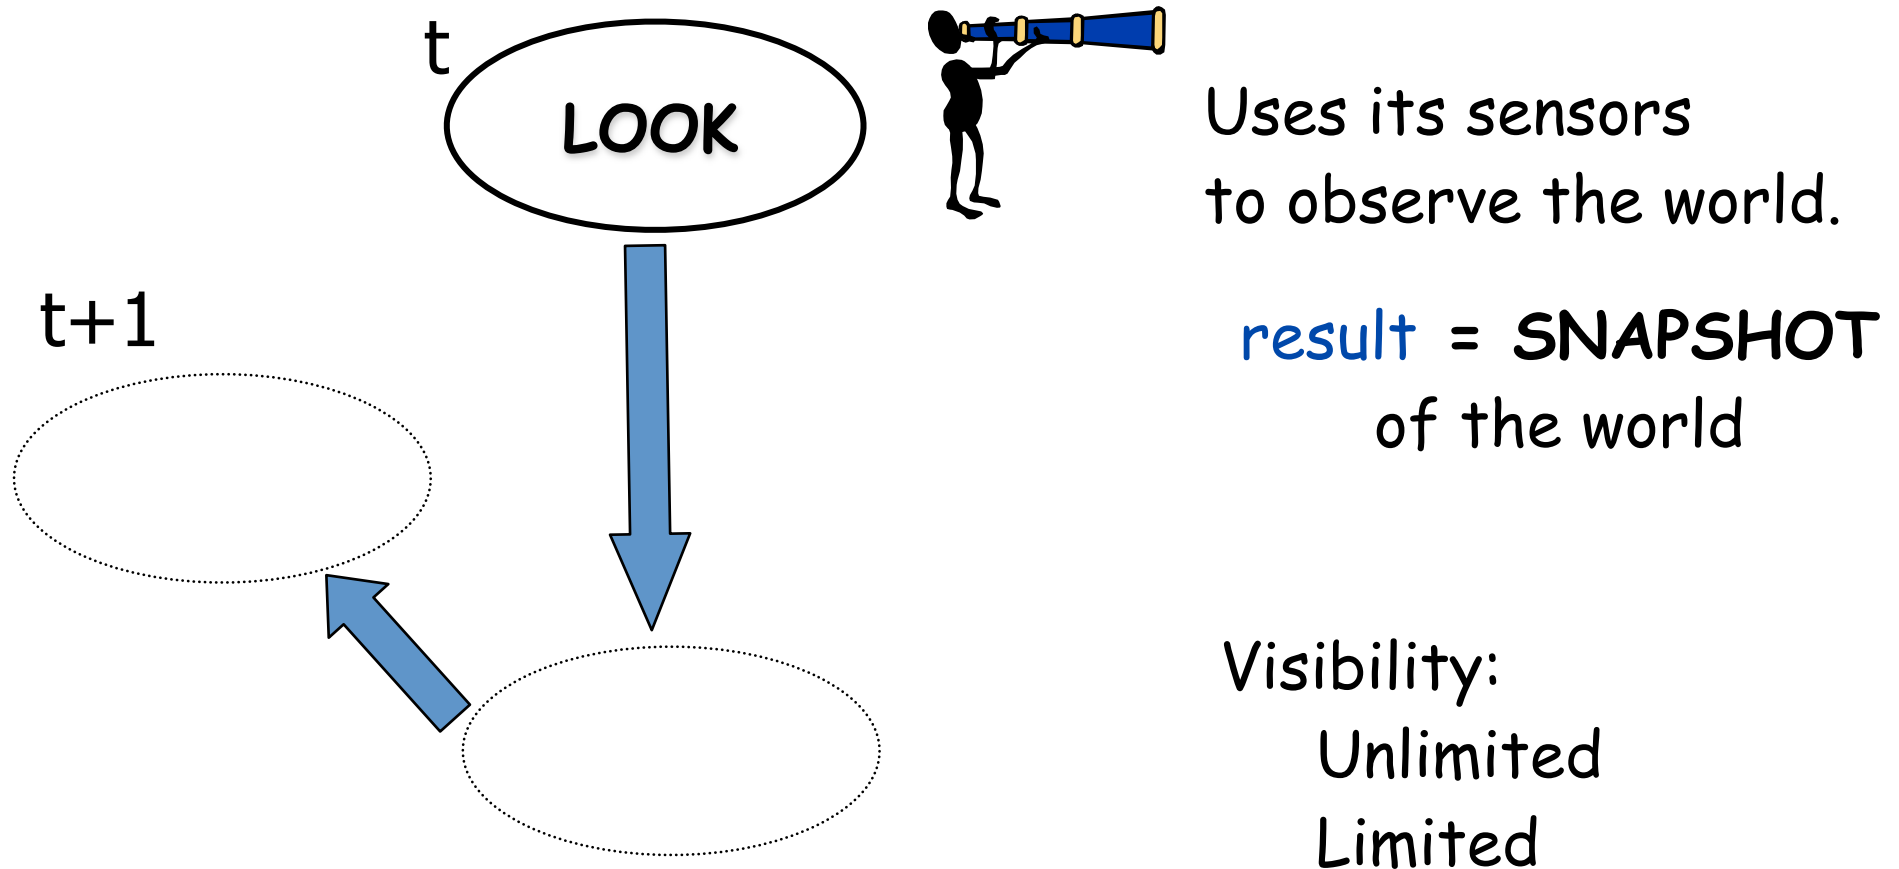 t
LOOK
t+1
Uses its sensors
to observe the world.
result = SNAPSHOT
of the world
Visibility:
Unlimited
Limited